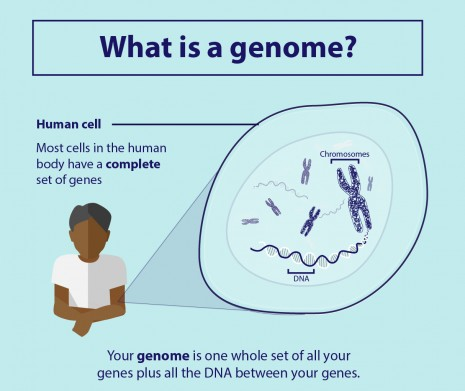 What is a genome?
Human cell
Most cells in the human
body have a complete
set of genes
Chromosomes
DNA
Your genome is one whole set of all your
genes plus all the DNA between your genes.